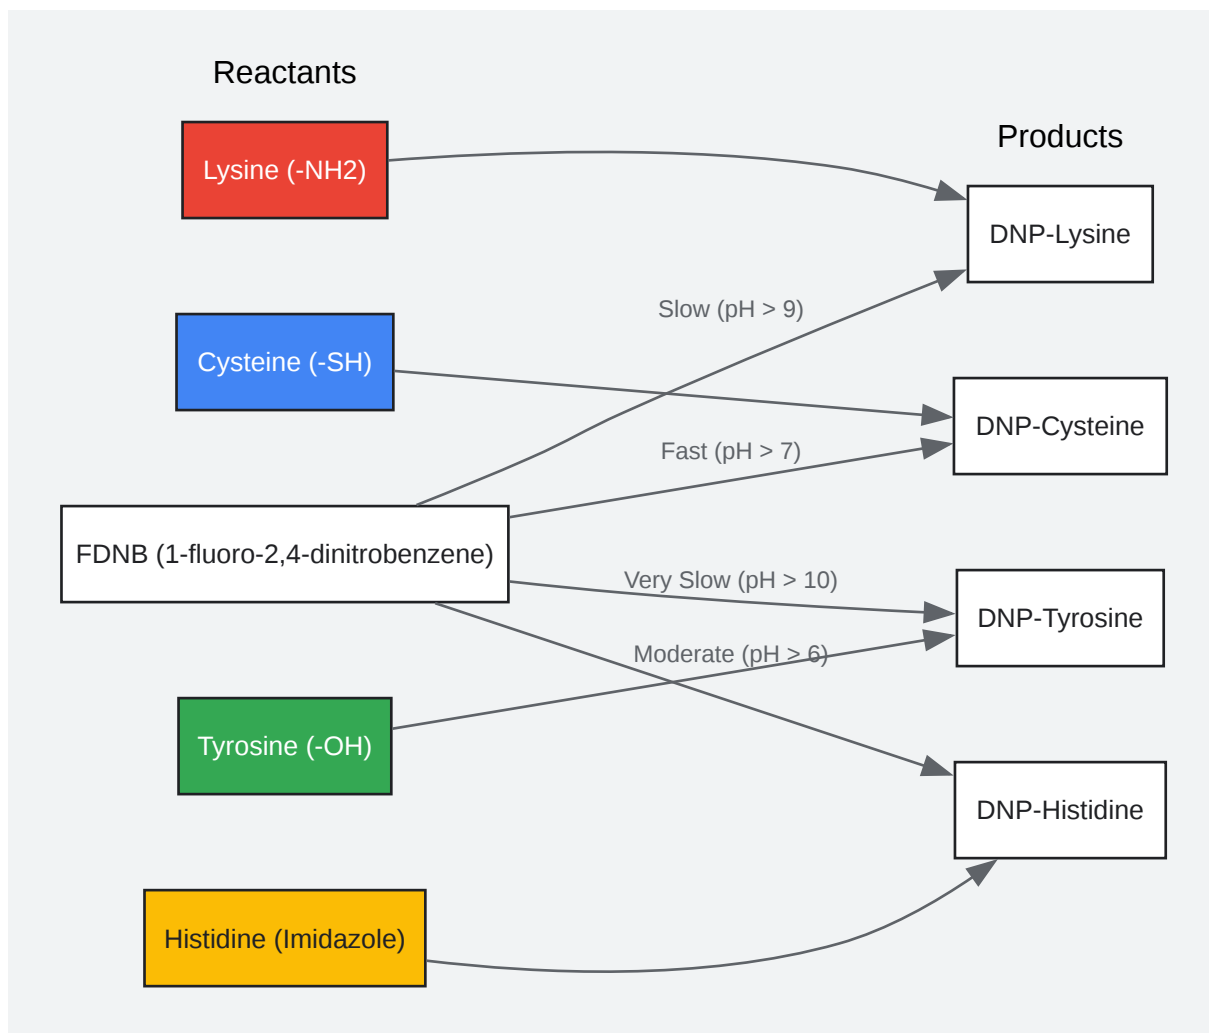 Reactants
Lysine (-NH2)
Products
DNP-Lysine
Slow (pH > 9)
Cysteine (-SH)
DNP-Cysteine
Fast (pH > 7)
FDNB (1-fluoro-2,4-dinitrobenzene)
Very Slow (pH > 10)
DNP-Tyrosine
Moderate (pH > 6)
Tyrosine (-OH)
DNP-Histidine
Histidine (Imidazole)